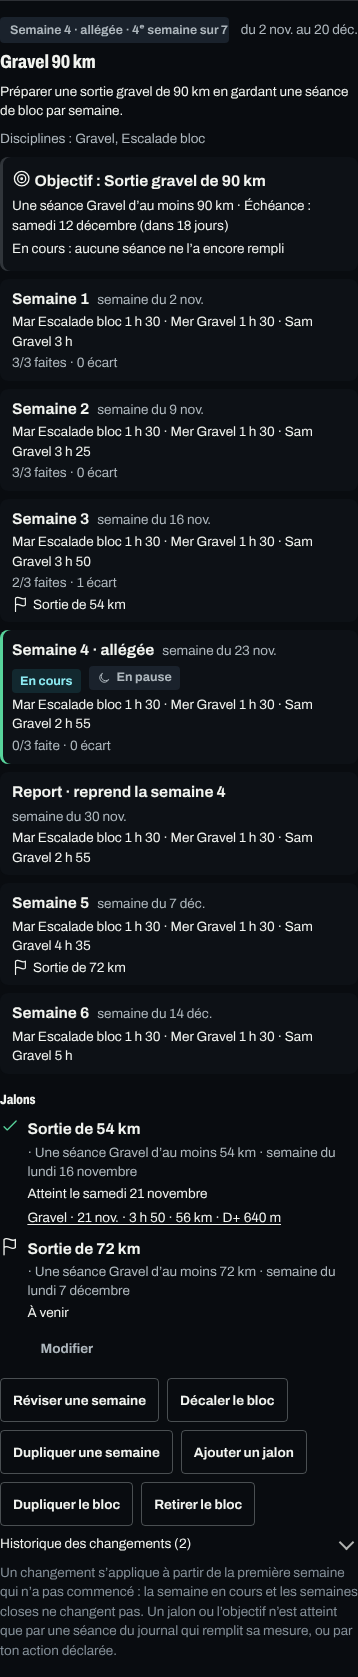 Semaine 4 · allégée · 4ᵉ semaine sur 7 du 2 nov. au 20 déc.
Gravel 90 km
Préparer une sortie gravel de 90 km en gardant une séance
de bloc par semaine.
Disciplines : Gravel, Escalade bloc
Objectif : Sortie gravel de 90 km
Une séance Gravel d’au moins 90 km · Échéance :
samedi 12 décembre (dans 18 jours)
En cours : aucune séance ne l’a encore rempli
Semaine 1 semaine du 2 nov.
Mar Escalade bloc 1 h 30 · Mer Gravel 1 h 30 · Sam
Gravel 3 h
3/3 faites · 0 écart
Semaine 2 semaine du 9 nov.
Mar Escalade bloc 1 h 30 · Mer Gravel 1 h 30 · Sam
Gravel 3 h 25
3/3 faites · 0 écart
Semaine 3 semaine du 16 nov.
Mar Escalade bloc 1 h 30 · Mer Gravel 1 h 30 · Sam
Gravel 3 h 50
2/3 faites · 1 écart
Sortie de 54 km
Semaine 4 · allégée semaine du 23 nov.
En cours En pause
Mar Escalade bloc 1 h 30 · Mer Gravel 1 h 30 · Sam
Gravel 2 h 55
0/3 faite · 0 écart
Report · reprend la semaine 4
semaine du 30 nov.
Mar Escalade bloc 1 h 30 · Mer Gravel 1 h 30 · Sam
Gravel 2 h 55
Semaine 5 semaine du 7 déc.
Mar Escalade bloc 1 h 30 · Mer Gravel 1 h 30 · Sam
Gravel 4 h 35
Sortie de 72 km
Semaine 6 semaine du 14 déc.
Mar Escalade bloc 1 h 30 · Mer Gravel 1 h 30 · Sam
Gravel 5 h
Jalons
Sortie de 54 km
· Une séance Gravel d’au moins 54 km · semaine du
lundi 16 novembre
Atteint le samedi 21 novembre
Gravel · 21 nov. · 3 h 50 · 56 km · D+ 640 m
Sortie de 72 km
· Une séance Gravel d’au moins 72 km · semaine du
lundi 7 décembre
À venir
Modifier
Réviser une semaine Décaler le bloc
Dupliquer une semaine Ajouter un jalon
Dupliquer le bloc Retirer le bloc
Historique des changements (2)
Un changement s’applique à partir de la première semaine
qui n’a pas commencé : la semaine en cours et les semaines
closes ne changent pas. Un jalon ou l’objectif n’est atteint
que par une séance du journal qui remplit sa mesure, ou par
ton action déclarée.